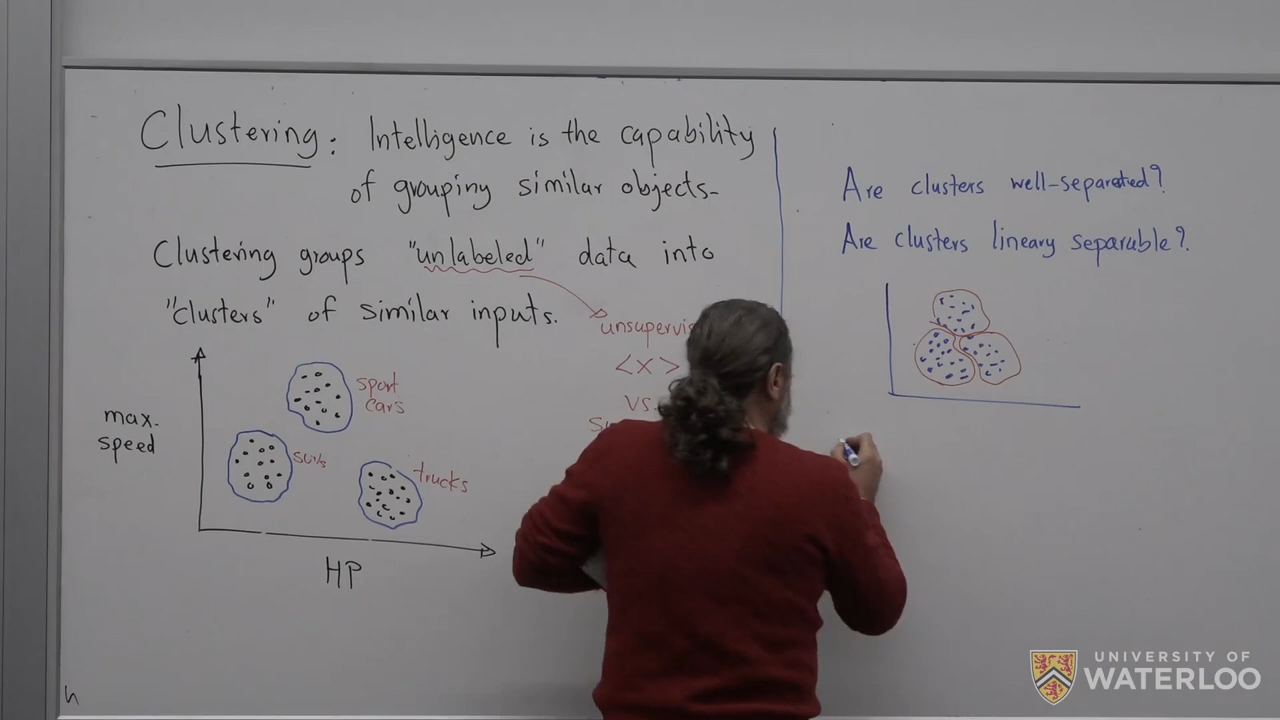 Clustering: Intelligence is the capability
of grouping similar objects-
Clustering groups "unlabeled" data into
"clusters" of similar inputs.
unsupervis
<x>
vs.
max.
speed
HP
sport
cars
suvs
trucks
Are clusters well-separated?
Are clusters lineary separable?
UNIVERSITY OF
WATERLOO